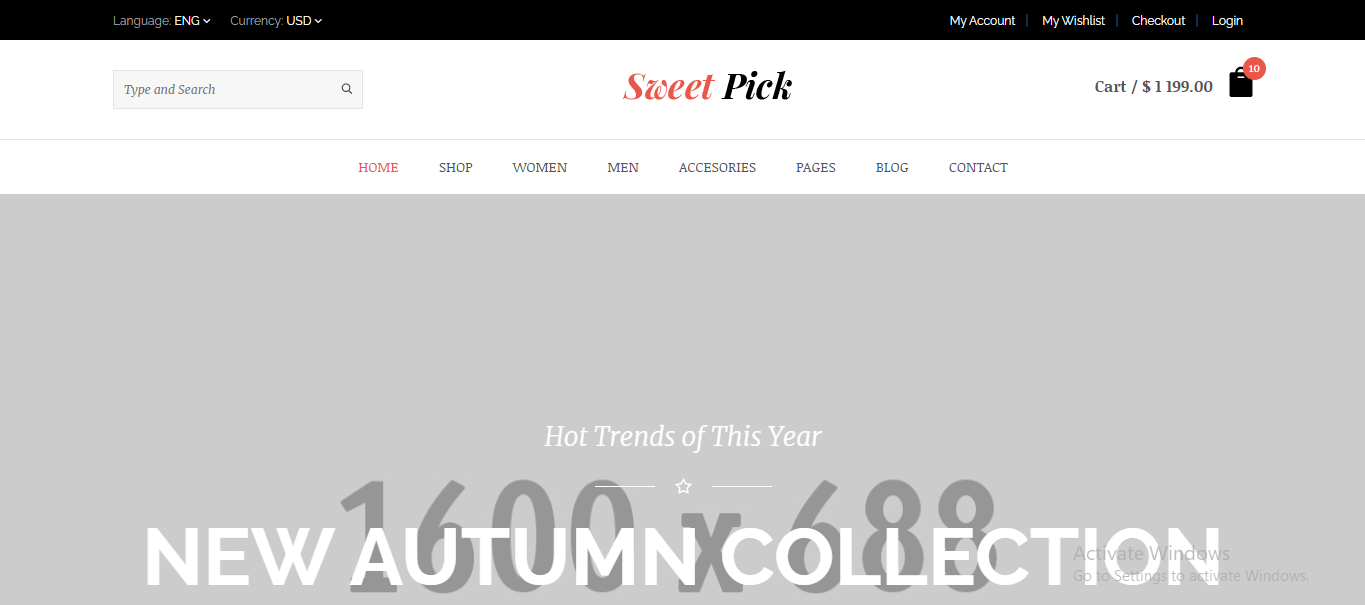 Language: ENG Currency: USD My Account My Wishlist Checkout Login
Type and Search
Sweet Pick
Cart / $ 1 199.00
10
HOME SHOP WOMEN MEN ACCESORIES PAGES BLOG CONTACT
Hot Trends of This Year
1600 x 688
NEW AUTUMN COLLECTION
Activate Windows
Go to Settings to activate Windows.